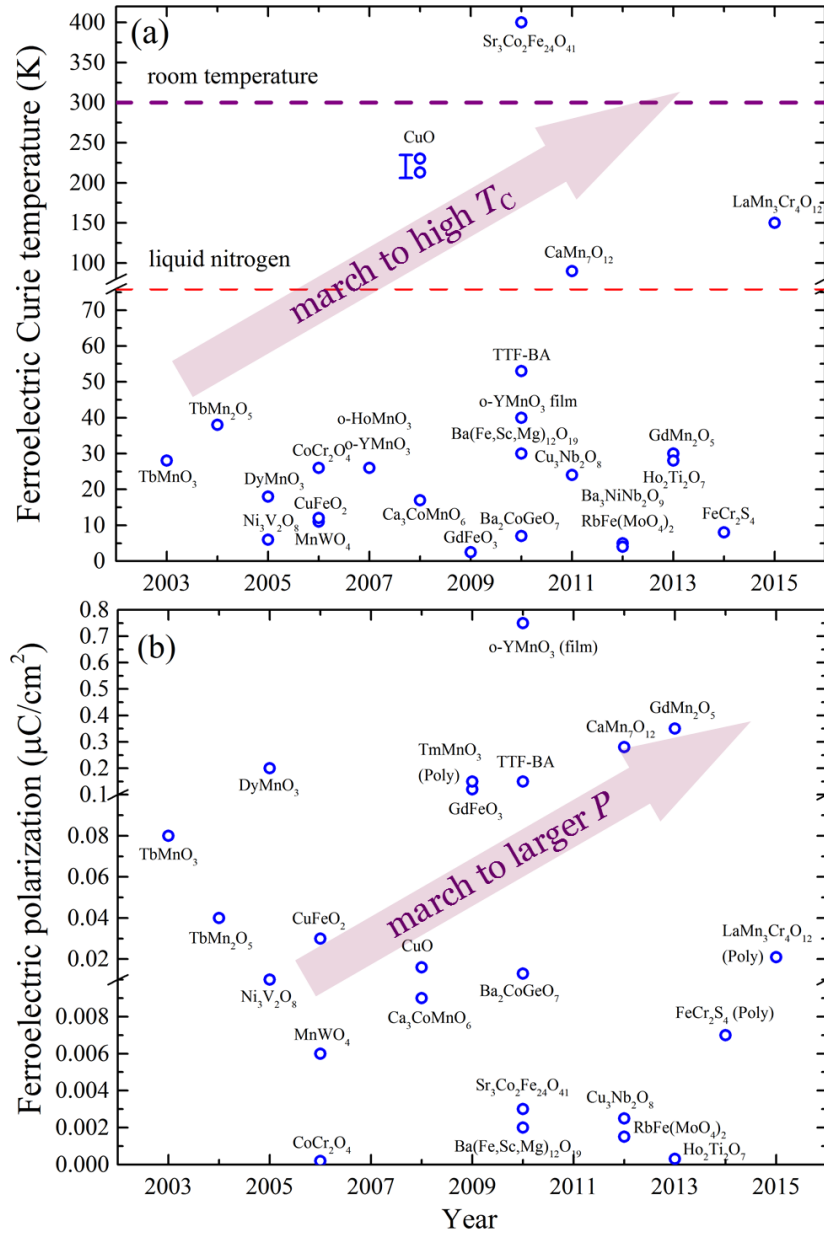 (a)
Ferroelectric Curie temperature (K)
400
350
300
250
200
150
100
70
60
50
40
30
20
10
0
Sr₃Co₂Fe₂₄O₄₁
room temperature
CuO
LaMn₃Cr₄O₁₂
march to high T_C
liquid nitrogen
CaMn₇O₁₂
TTF-BA
TbMn₂O₅
o-HoMnO₃
o-YMnO₃ film
TbMnO₃
CoCr₂O₄
o-YMnO₃
Ba(Fe,Sc,Mg)₁₂O₁₉
GdMn₂O₅
Cu₃Nb₂O₈
Ho₂Ti₂O₇
DyMnO₃
Ba₃NiNb₂O₉
CuFeO₂
Ni₃V₂O₈
Ca₃CoMnO₆
Ba₂CoGeO₇
RbFe(MoO₄)₂
FeCr₂S₄
MnWO₄
GdFeO₃
2003 2005 2007 2009 2011 2013 2015
(b)
Ferroelectric polarization (μC/cm²)
0.8
0.7
0.6
0.5
0.4
0.3
0.2
0.1
0.08
0.06
0.04
0.02
0.008
0.006
0.004
0.002
0.000
o-YMnO₃ (film)
GdMn₂O₅
CaMn₇O₁₂
TmMnO₃
(Poly)
TTF-BA
DyMnO₃
GdFeO₃
march to larger P
TbMnO₃
TbMn₂O₅
CuFeO₂
CuO
LaMn₃Cr₄O₁₂
(Poly)
Ni₃V₂O₈
Ba₂CoGeO₇
Ca₃CoMnO₆
FeCr₂S₄ (Poly)
MnWO₄
Sr₃Co₂Fe₂₄O₄₁
Cu₃Nb₂O₈
RbFe(MoO₄)₂
CoCr₂O₄
Ba(Fe,Sc,Mg)₁₂O₁₉
Ho₂Ti₂O₇
2003 2005 2007 2009 2011 2013 2015
Year